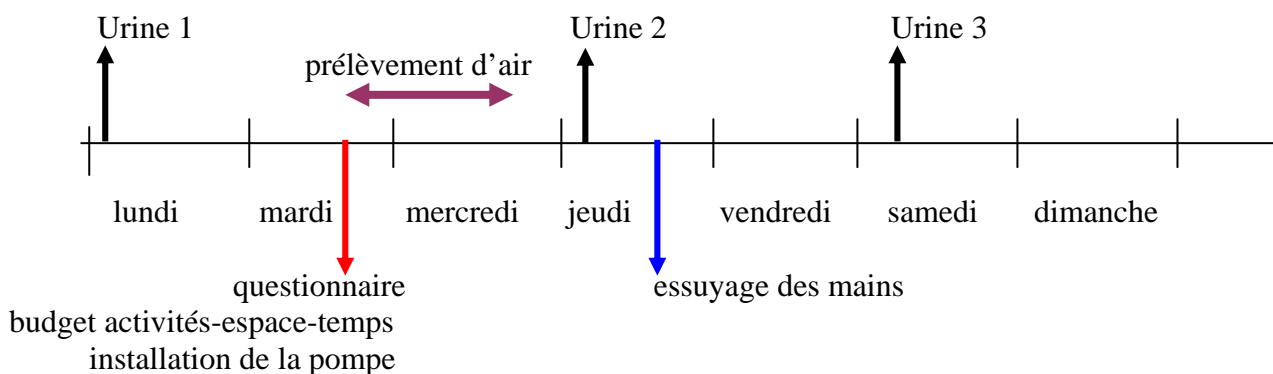 Urine 1
Urine 2
Urine 3
prélèvement d’air
lundi
mardi
mercredi
jeudi
vendredi
samedi
dimanche
questionnaire
budget activités-espace-temps
installation de la pompe
essuyage des mains